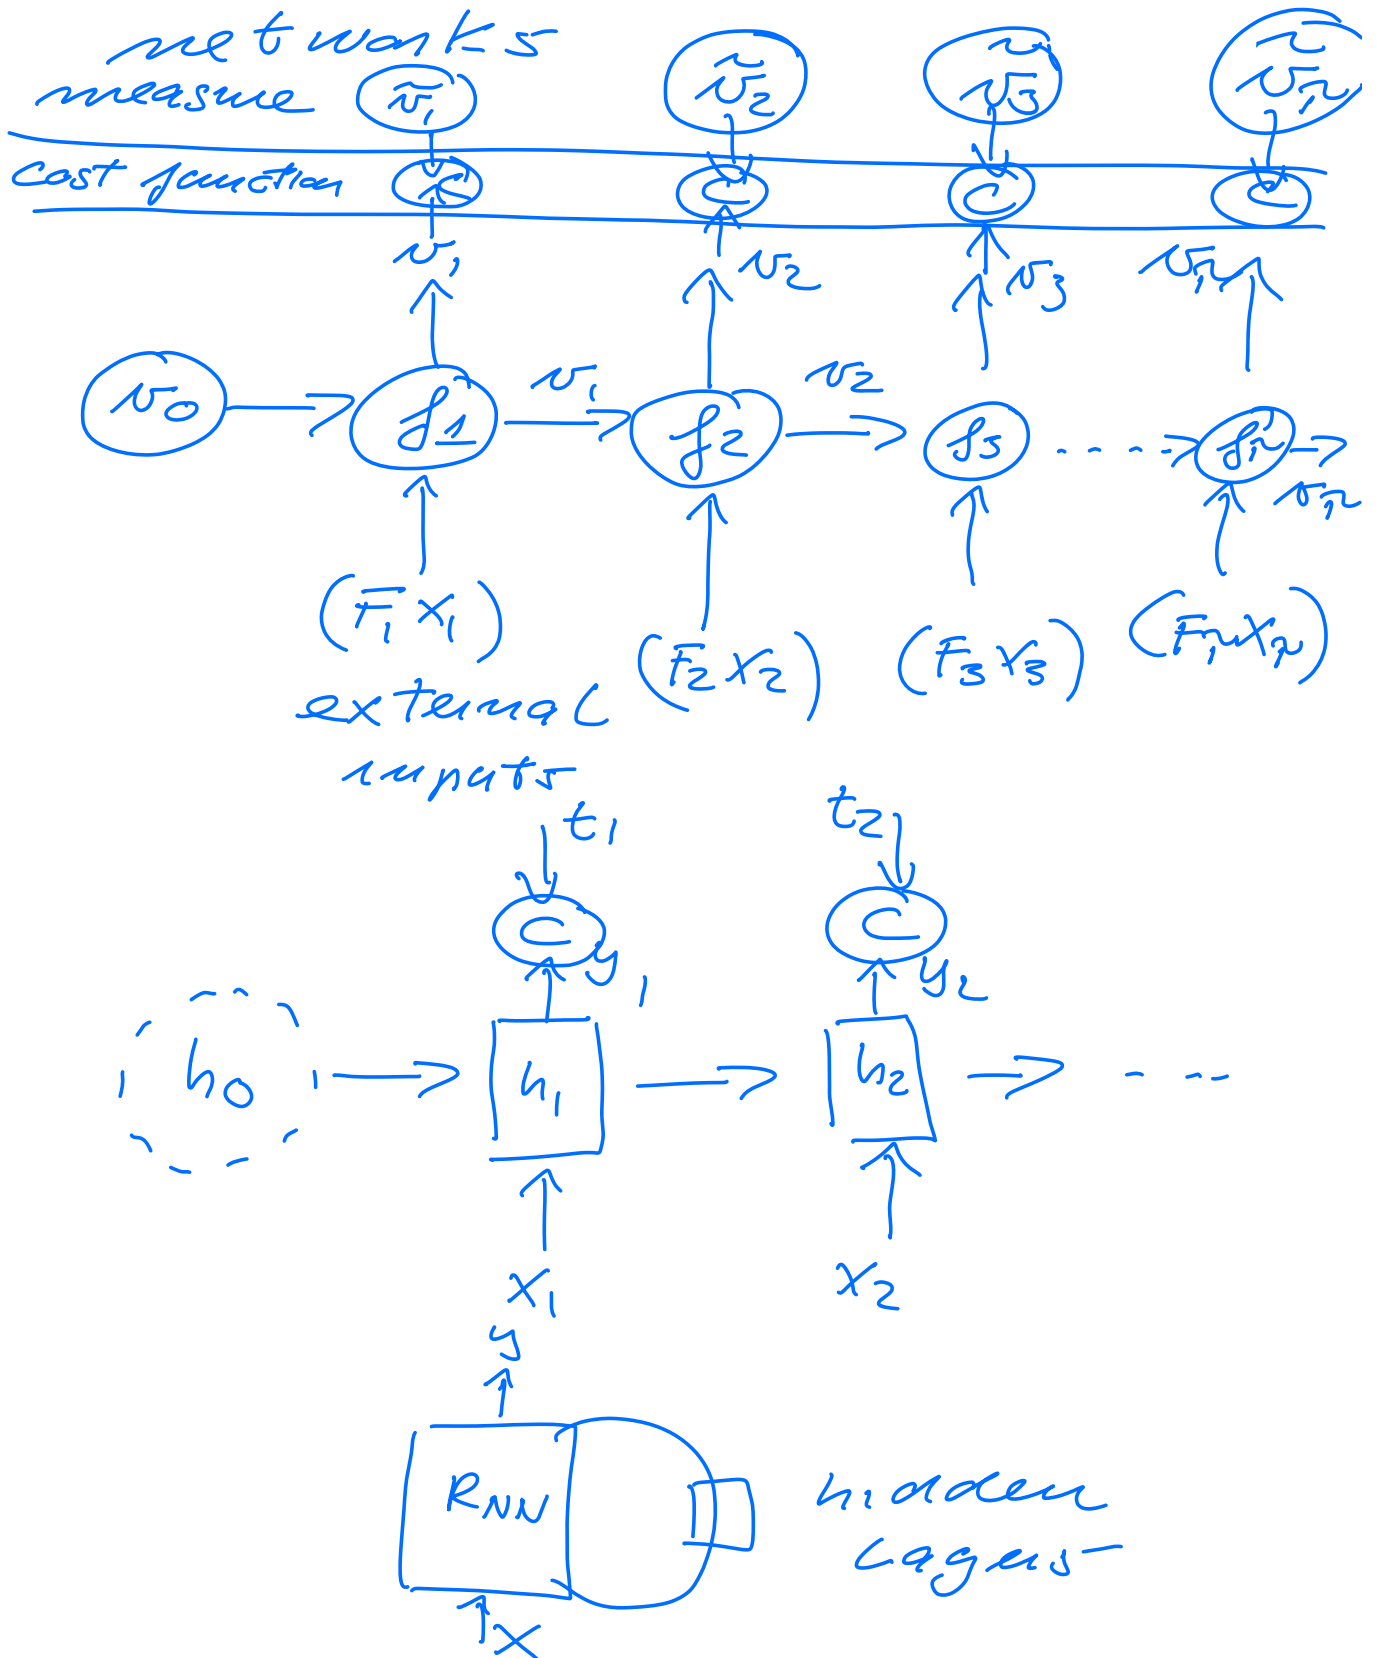 networks
measure ṽ₁ ṽ₂ ṽ₃ ṽₙ
cost function C C C C
v₁ v₂ v₃ vₙ
v₀ f₁ v₁ f₂ v₂ f₃ .... fₙ vₙ
(F₁ X₁) (F₂ X₂) (F₃ X₃) (Fₙ Xₙ)
external
inputs
t₁ t₂
C C
y₁ y₂
h₀ h₁ h₂ ...
x₁ x₂
y
RNN hidden
layers
X